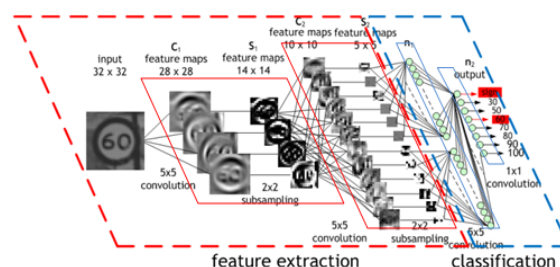 input
32 x 32
C1
feature maps
28 x 28
S1
feature maps
14 x 14
C2
feature maps
10 x 10
S2
feature maps
5 x 5
n1
n2
output
sign
30
50
60
70
80
90
100
60
5x5
convolution
2x2
subsampling
5x5
convolution
2x2
subsampling
6x5
convolution
1x1
convolution
feature extraction
classification